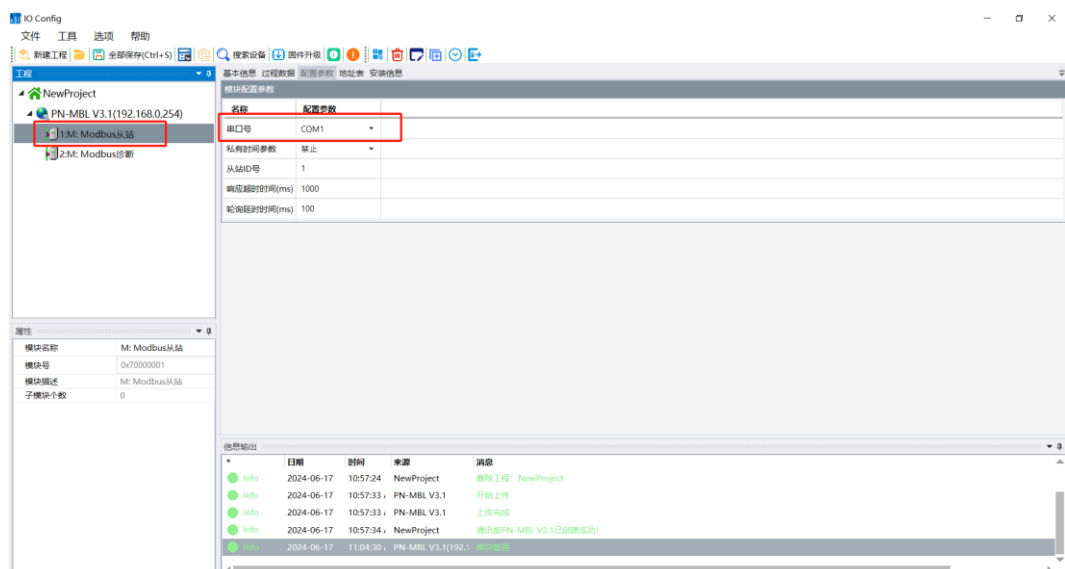 IO Config
文件 工具 选项 帮助
新建工程 全部保存(Ctrl+S) 搜索设备 固件升级
工程
NewProject
PN-MBL V3.1(192.168.0.254)
1:M: Modbus从站
2:M: Modbus诊断
基本信息 过程数据 配置参数 地址表 安装信息
模块配置参数
名称 配置参数
串口号 COM1
私有时间参数 禁止
从站ID号 1
响应超时时间(ms) 1000
轮询延时时间(ms) 100
属性
模块名称 M: Modbus从站
模块号 0x70000001
模块描述 M: Modbus从站
子模块个数 0
信息输出
* 日期 时间 来源 消息
Info 2024-06-17 10:57:24 NewProject 删除工程：NewProject
Info 2024-06-17 10:57:33 PN-MBL V3.1 开始上传
Info 2024-06-17 10:57:33 PN-MBL V3.1 上传完成
Info 2024-06-17 10:57:34 NewProject 通讯板PN-MBL V3.1已创建成功!
Info 2024-06-17 11:04:30 PN-MBL V3.1(192.1 模块管理